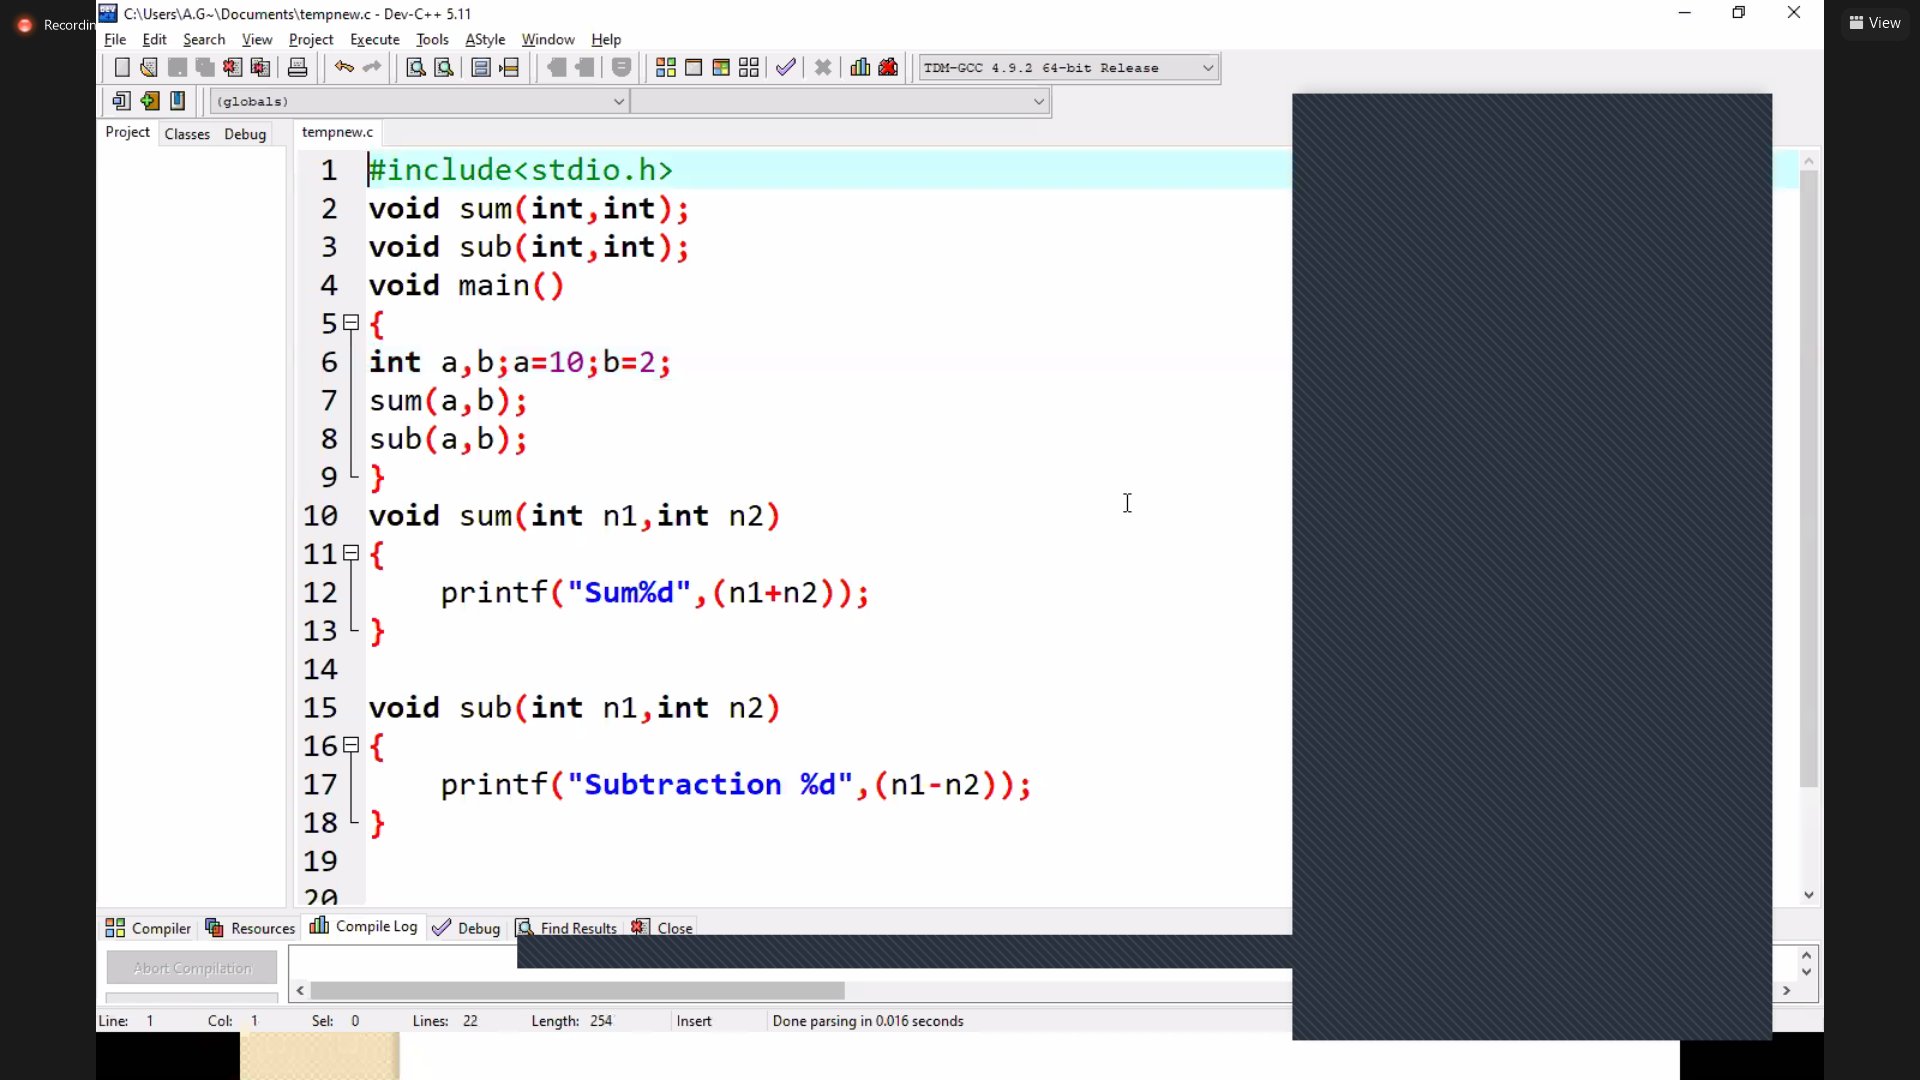 Recordin
C:\Users\A.G~\Documents\tempnew.c - Dev-C++ 5.11
View
File Edit Search View Project Execute Tools AStyle Window Help
TDM-GCC 4.9.2 64-bit Release
(globals)
Project Classes Debug
tempnew.c
1 #include<stdio.h>
2 void sum(int,int);
3 void sub(int,int);
4 void main()
5 {
6 int a,b;a=10;b=2;
7 sum(a,b);
8 sub(a,b);
9 }
10 void sum(int n1,int n2)
11 {
12 printf("Sum%d",(n1+n2));
13 }
14
15 void sub(int n1,int n2)
16 {
17 printf("Subtraction %d",(n1-n2));
18 }
19
20
Compiler Resources Compile Log Debug Find Results Close
Abort Compilation
Line: 1 Col: 1 Sel: 0 Lines: 22 Length: 254 Insert Done parsing in 0.016 seconds